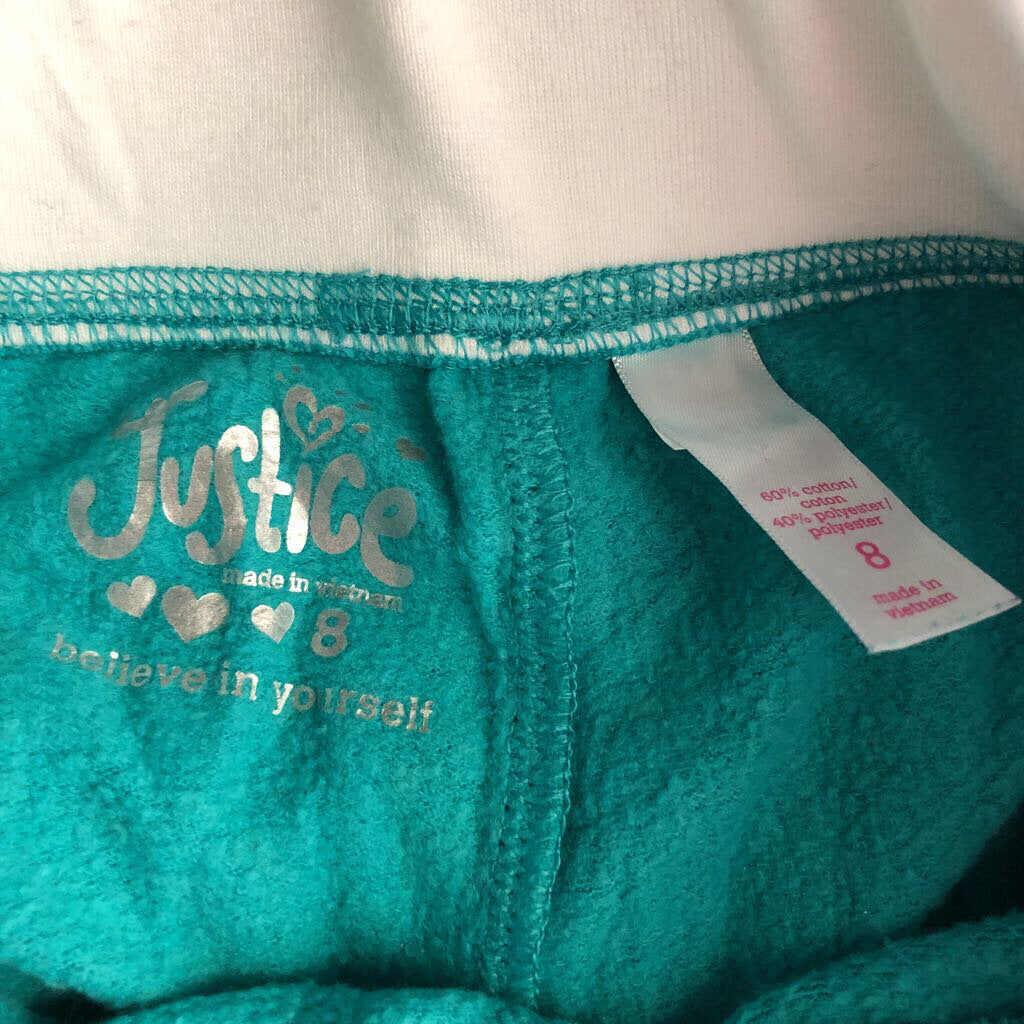 Justice
made in vietnam
8
believe in yourself
60% cotton/
coton
40% polyester/
polyester
8
made in
vietnam